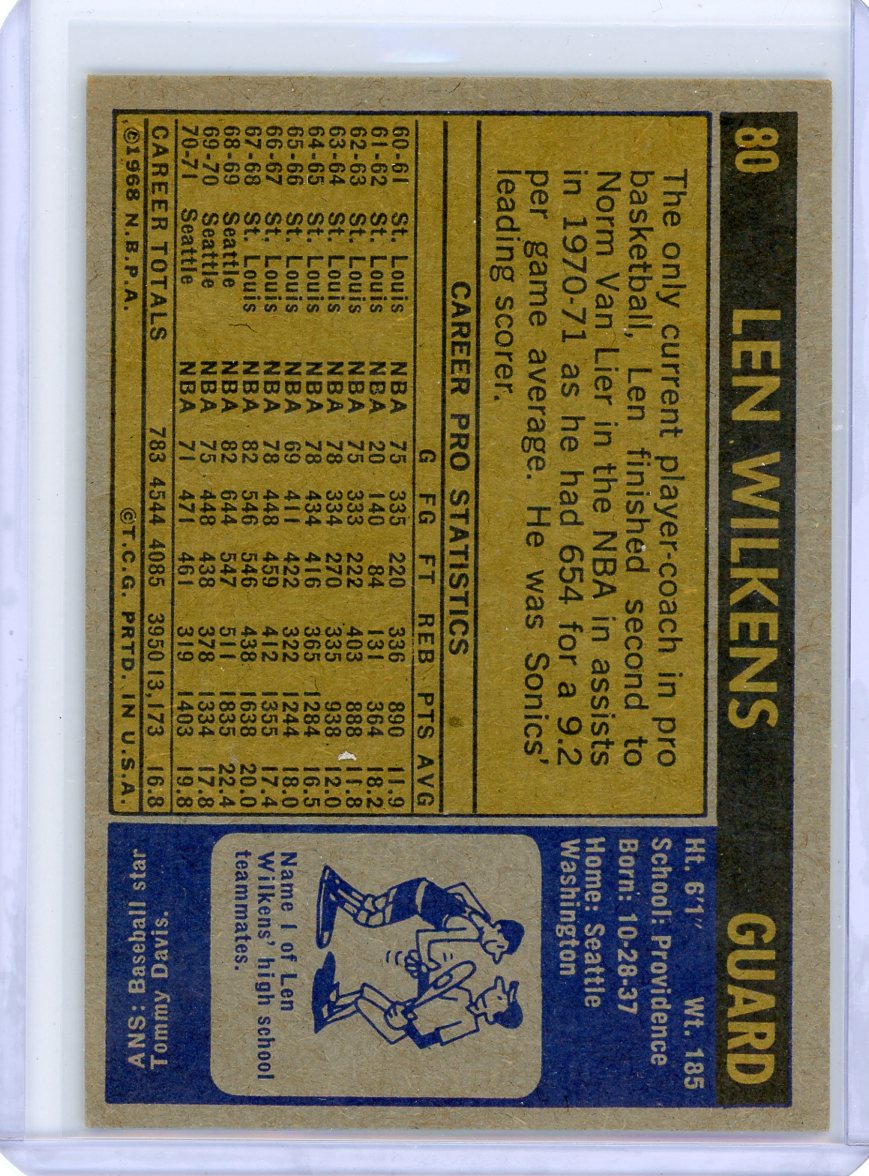 80 LEN WILKENS GUARD
The only current player-coach in pro
basketball, Len finished second to
Norm Van Lier in the NBA in assists
in 1970-71 as he had 654 for a 9.2
per game average. He was Sonics'
leading scorer.
CAREER PRO STATISTICS
G FG FT REB PTS AVG
60-61 St. Louis NBA 75 335 220 336 890 11.9
61-62 St. Louis NBA 20 140 84 131 364 18.2
62-63 St. Louis NBA 75 333 222 403 888 11.8
63-64 St. Louis NBA 78 334 270 335 938 12.0
64-65 St. Louis NBA 78 434 416 365 1284 16.5
65-66 St. Louis NBA 69 411 422 322 1244 18.0
66-67 St. Louis NBA 78 448 459 412 1355 17.4
67-68 St. Louis NBA 82 546 546 438 1638 20.0
68-69 Seattle NBA 82 644 547 511 1835 22.4
69-70 Seattle NBA 75 448 438 378 1334 17.8
70-71 Seattle NBA 71 471 461 319 1403 19.8
CAREER TOTALS 783 4544 4085 3950 13,173 16.8
©1968 N.B.P.A. ©T.C.G. PRTD. IN U.S.A.
Ht. 6'1" Wt. 185
School: Providence
Born: 10-28-37
Home: Seattle
Washington
Name 1 of Len
Wilkens' high school
teammates.
ANS: Baseball star
Tommy Davis.